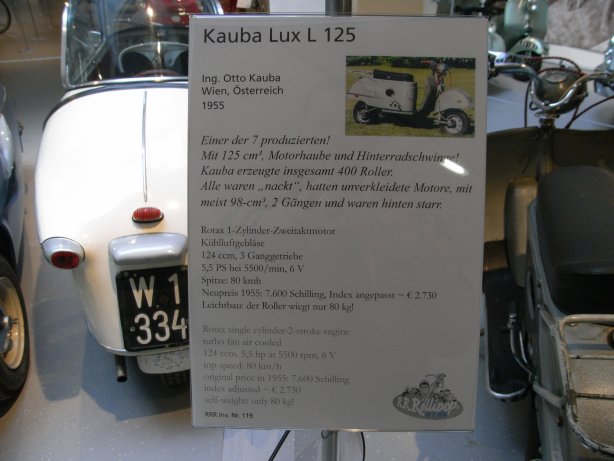 Kauba Lux L 125
Ing. Otto Kauba
Wien, Österreich
1955
Einer der 7 produzierten!
Mit 125 cm³, Motorhaube und Hinterradschwinge!
Kauba erzeugte insgesamt 400 Roller.
Alle waren „nackt“, hatten unverkleidete Motore, mit
meist 98-cm³, 2 Gängen und waren hinten starr.
Rotax 1-Zylinder-Zweitaktmotor
Kühlluftgebläse
124 ccm, 3 Ganggetriebe
5,5 PS bei 5500/min, 6 V
Spitze: 80 kmh
Neupreis 1955: 7.600 Schilling, Index angepasst ~ € 2.730
Leichtbau: der Roller wiegt nur 80 kg!
Rotax single cylinder-2-stroke engine
turbo fan air cooled
124 ccm, 5,5 hp at 5500 rpm, 6 V
top speed: 80 km/h
original price in 1955: 7.600 Schilling
index adjusted ~ € 2.730
self-weight: only 80 kg!
RRR Inv. Nr. 119
RRRollipop
W 1
334